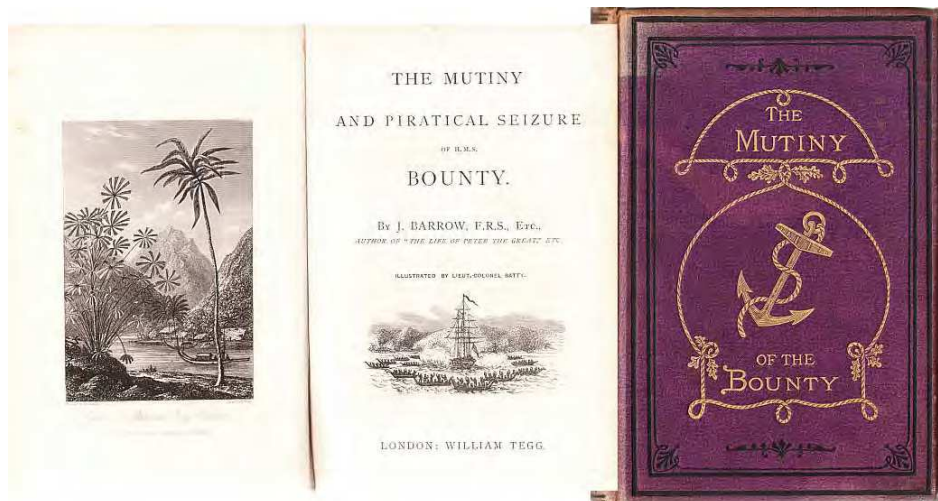 THE MUTINY
AND PIRATICAL SEIZURE
OF H.M.S.
BOUNTY.
BY J. BARROW, F.R.S., ETC.,
AUTHOR OF "THE LIFE OF PETER THE GREAT," ETC.
ILLUSTRATED BY LIEUT.-COLONEL BATTY.
LONDON: WILLIAM TEGG.
THE
MUTINY
OF THE
BOUNTY